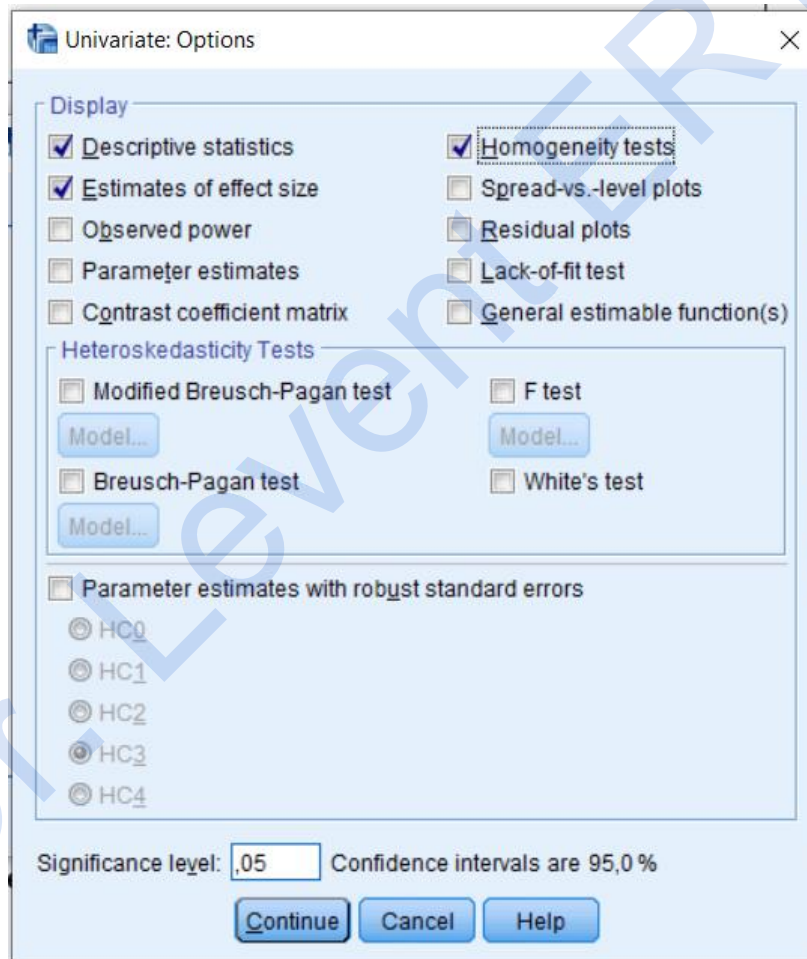 Univariate: Options
Display
Descriptive statistics
Homogeneity tests
Estimates of effect size
Spread-vs.-level plots
Observed power
Residual plots
Parameter estimates
Lack-of-fit test
Contrast coefficient matrix
General estimable function(s)
Heteroskedasticity Tests
Modified Breusch-Pagan test
F test
Model...
Model...
Breusch-Pagan test
White's test
Model...
Parameter estimates with robust standard errors
HC0
HC1
HC2
HC3
HC4
Significance level: ,05 Confidence intervals are 95,0 %
Continue Cancel Help
r. Levent ER